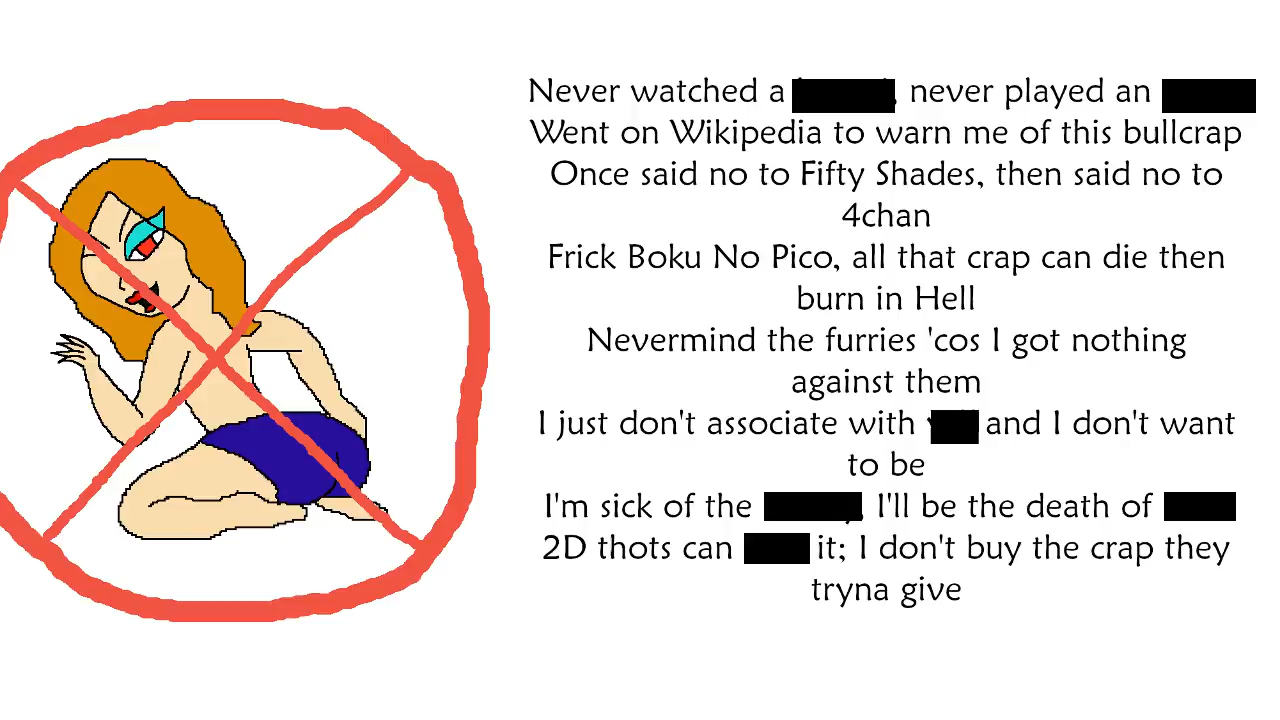 Never watched a , never played an
Went on Wikipedia to warn me of this bullcrap
Once said no to Fifty Shades, then said no to
4chan
Frick Boku No Pico, all that crap can die then
burn in Hell
Nevermind the furries 'cos I got nothing
against them
I just don't associate with and I don't want
to be
I'm sick of the , I'll be the death of
2D thots can it; I don't buy the crap they
tryna give